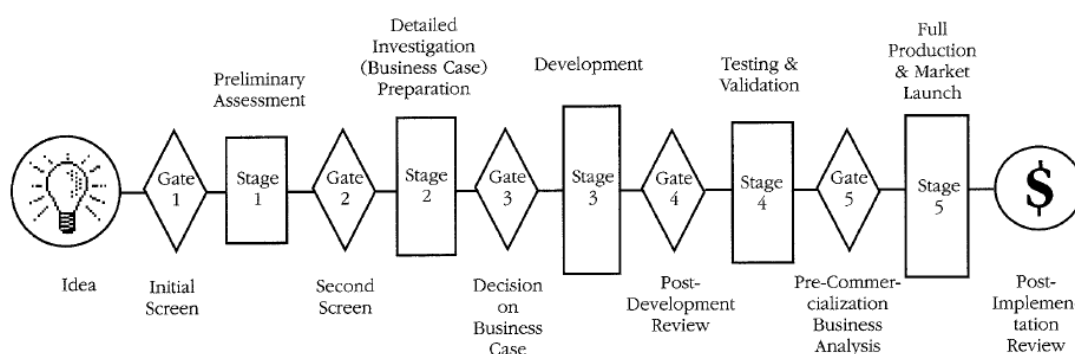 Preliminary
Assessment
Detailed
Investigation
(Business Case)
Preparation
Development
Testing &
Validation
Full
Production
& Market
Launch
Gate
1
Stage
1
Gate
2
Stage
2
Gate
3
Stage
3
Gate
4
Stage
4
Gate
5
Stage
5
$
Idea
Initial
Screen
Second
Screen
Decision
on
Business
Case
Post-
Development
Review
Pre-Commer-
cialization
Business
Analysis
Post-
Implemen-
tation
Review